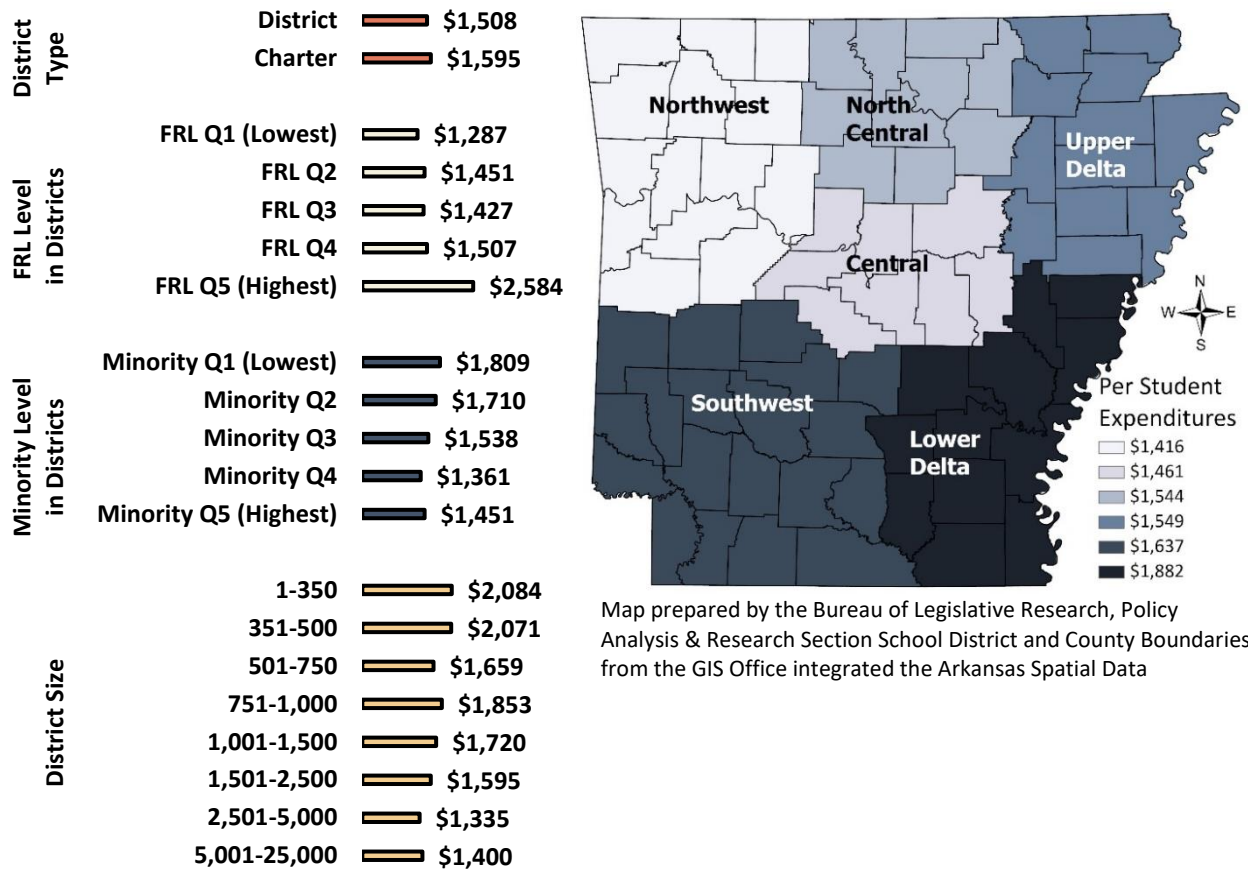 District Type
District $1,508
Charter $1,595
FRL Level in Districts
FRL Q1 (Lowest) $1,287
FRL Q2 $1,451
FRL Q3 $1,427
FRL Q4 $1,507
FRL Q5 (Highest) $2,584
Minority Level in Districts
Minority Q1 (Lowest) $1,809
Minority Q2 $1,710
Minority Q3 $1,538
Minority Q4 $1,361
Minority Q5 (Highest) $1,451
District Size
1-350 $2,084
351-500 $2,071
501-750 $1,659
751-1,000 $1,853
1,001-1,500 $1,720
1,501-2,500 $1,595
2,501-5,000 $1,335
5,001-25,000 $1,400
Northwest
North
Central
Upper
Delta
Central
Southwest
Lower
Delta
N
W E
S
Per Student
Expenditures
$1,416
$1,461
$1,544
$1,549
$1,637
$1,882
Map prepared by the Bureau of Legislative Research, Policy
Analysis & Research Section School District and County Boundaries
from the GIS Office integrated the Arkansas Spatial Data